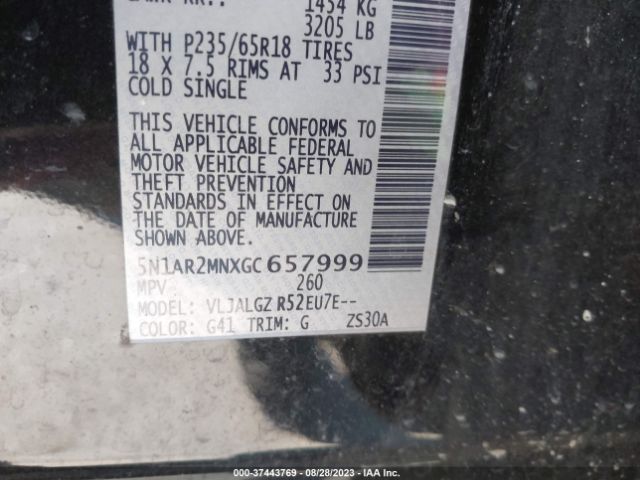 1454 KG
3205 LB
WITH P235/65R18 TIRES
18 X 7.5 RIMS AT 33 PSI
COLD SINGLE
THIS VEHICLE CONFORMS TO
ALL APPLICABLE FEDERAL
MOTOR VEHICLE SAFETY AND
THEFT PREVENTION
STANDARDS IN EFFECT ON
THE DATE OF MANUFACTURE
SHOWN ABOVE.
5N1AR2MNXGC657999
MPV 260
MODEL: VLJALGZ R52EU7E--
COLOR: G41 TRIM: G ZS30A
000-37443769 | 08/28/2023 | IAA Inc.